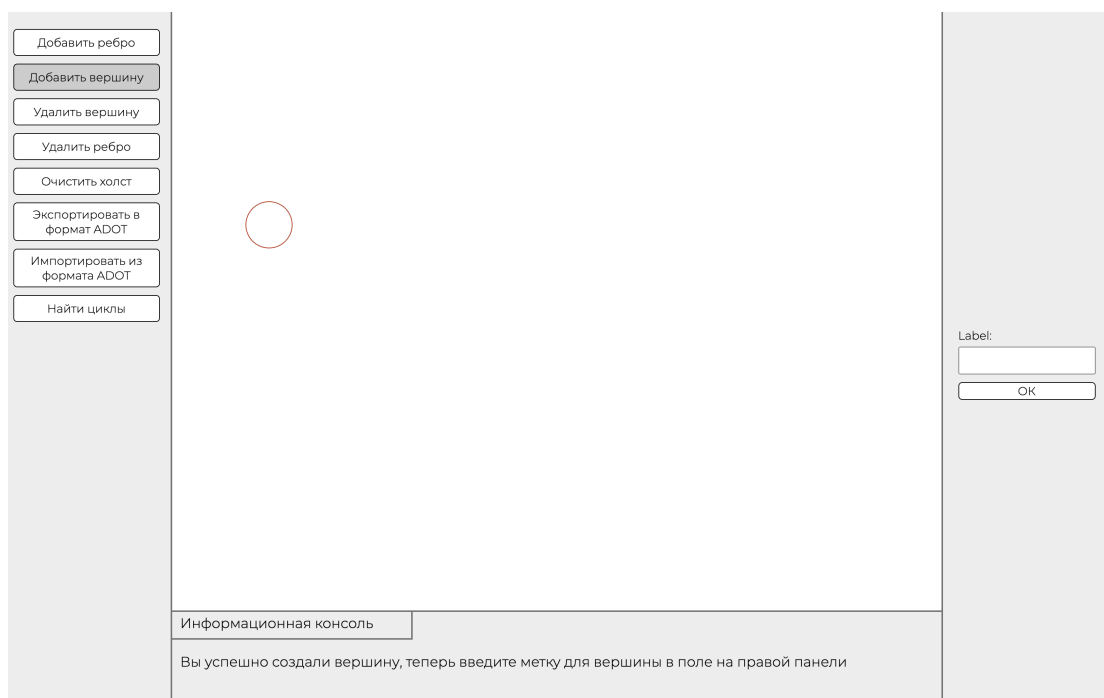 Добавить ребро
Добавить вершину
Удалить вершину
Удалить ребро
Очистить холст
Экспортировать в
формат ADOT
Импортировать из
формата ADOT
Найти циклы
Label:
ОК
Информационная консоль
Вы успешно создали вершину, теперь введите метку для вершины в поле на правой панели